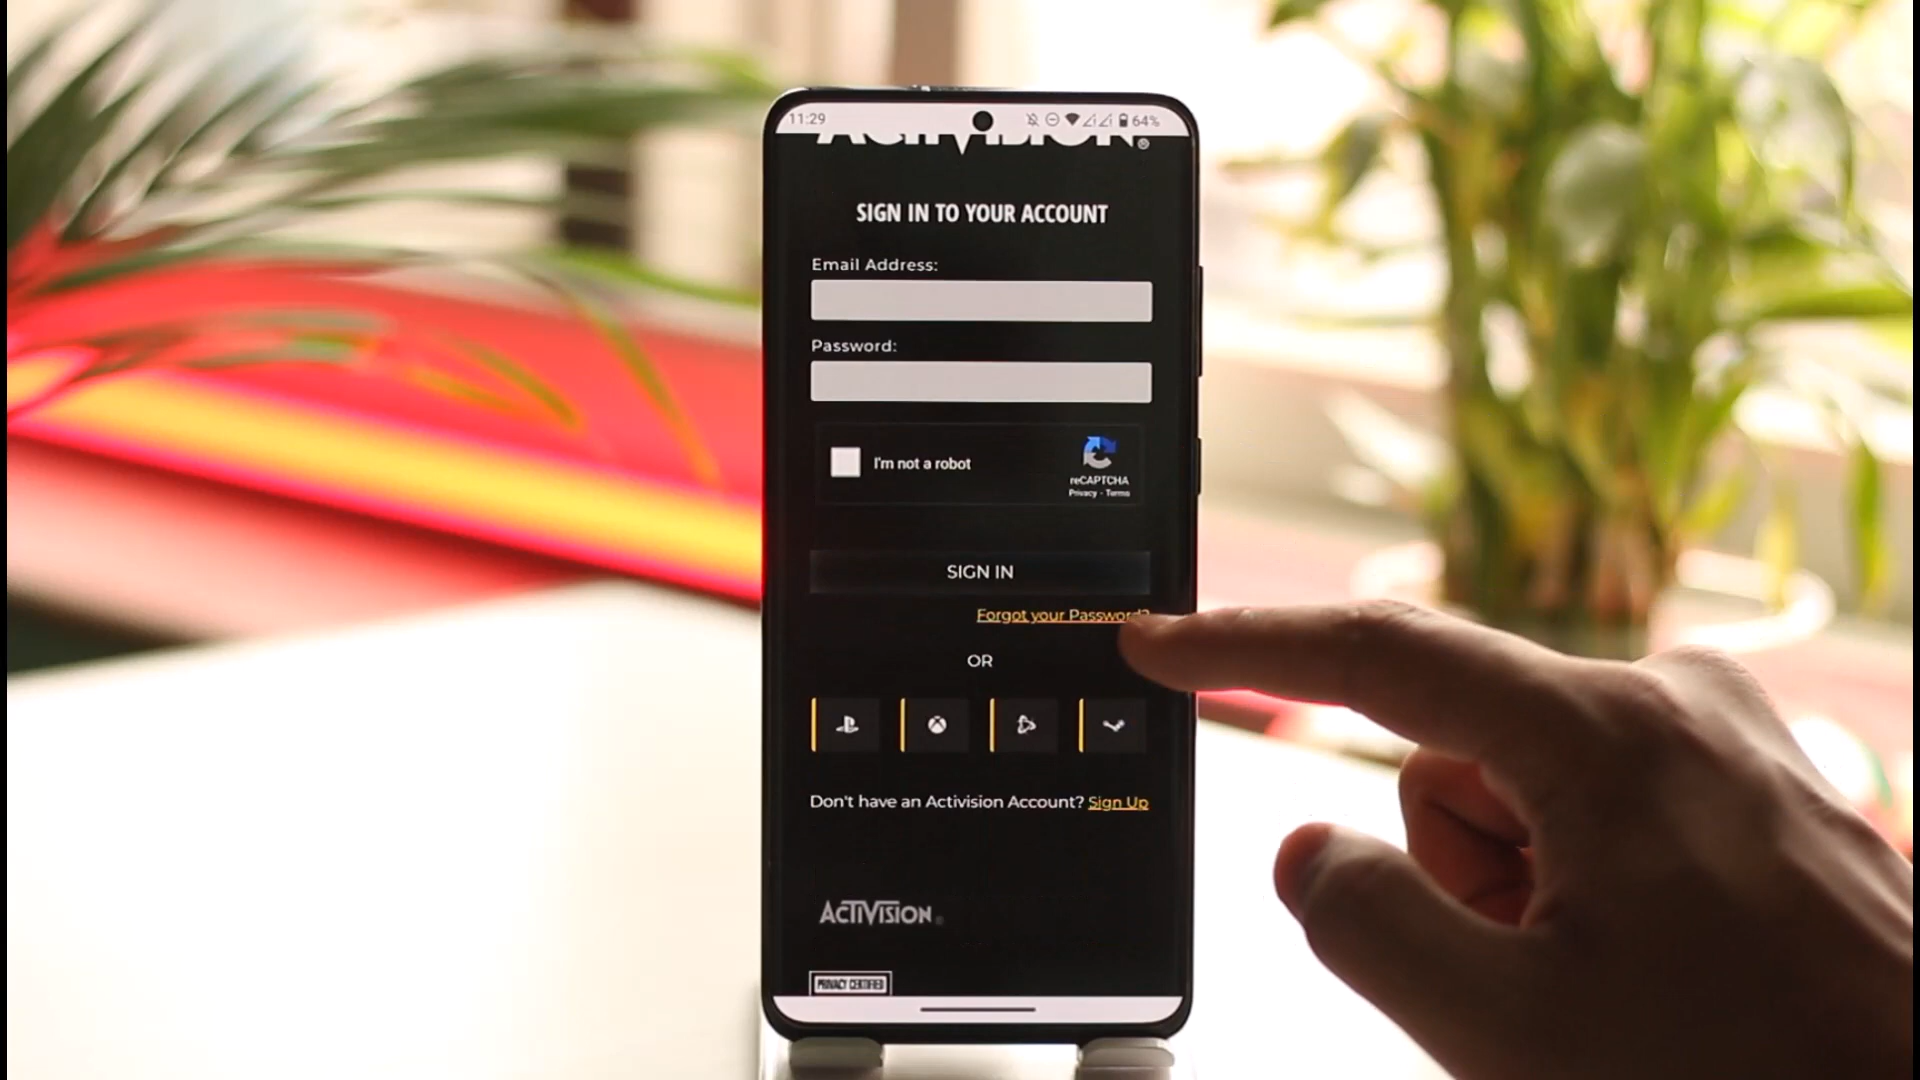 11:29
64%
ACTIVISION®
SIGN IN TO YOUR ACCOUNT
Email Address:
Password:
I'm not a robot
reCAPTCHA
Privacy - Terms
SIGN IN
Forgot your Password?
OR
Don't have an Activision Account? Sign Up
ACTIVISION®
PRIVACY CERTIFIED